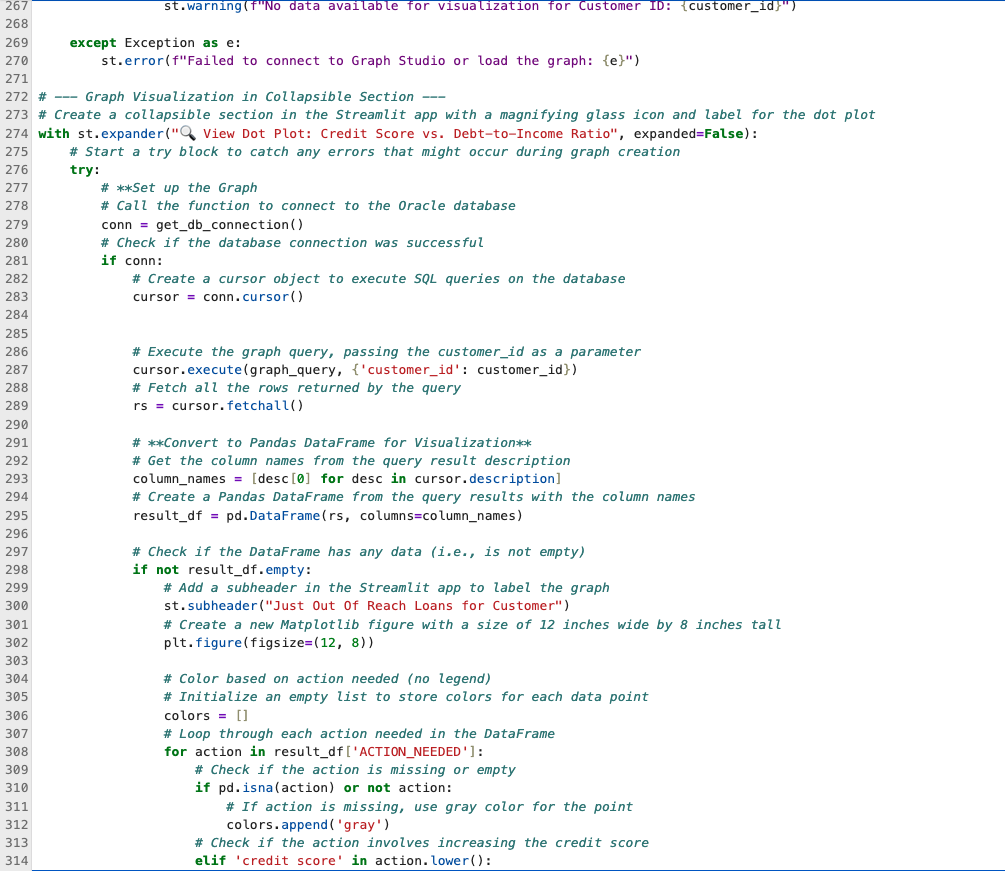 267                 st.warning(f"No data available for visualization for Customer ID: {customer_id}")
268
269     except Exception as e:
270         st.error(f"Failed to connect to Graph Studio or load the graph: {e}")
271
272 # --- Graph Visualization in Collapsible Section ---
273 # Create a collapsible section in the Streamlit app with a magnifying glass icon and label for the dot plot
274 with st.expander("🔍 View Dot Plot: Credit Score vs. Debt-to-Income Ratio", expanded=False):
275     # Start a try block to catch any errors that might occur during graph creation
276     try:
277         # **Set up the Graph
278         # Call the function to connect to the Oracle database
279         conn = get_db_connection()
280         # Check if the database connection was successful
281         if conn:
282             # Create a cursor object to execute SQL queries on the database
283             cursor = conn.cursor()
284
285
286             # Execute the graph query, passing the customer_id as a parameter
287             cursor.execute(graph_query, {'customer_id': customer_id})
288             # Fetch all the rows returned by the query
289             rs = cursor.fetchall()
290
291             # **Convert to Pandas DataFrame for Visualization**
292             # Get the column names from the query result description
293             column_names = [desc[0] for desc in cursor.description]
294             # Create a Pandas DataFrame from the query results with the column names
295             result_df = pd.DataFrame(rs, columns=column_names)
296
297             # Check if the DataFrame has any data (i.e., is not empty)
298             if not result_df.empty:
299                 # Add a subheader in the Streamlit app to label the graph
300                 st.subheader("Just Out Of Reach Loans for Customer")
301                 # Create a new Matplotlib figure with a size of 12 inches wide by 8 inches tall
302                 plt.figure(figsize=(12, 8))
303
304                 # Color based on action needed (no legend)
305                 # Initialize an empty list to store colors for each data point
306                 colors = []
307                 # Loop through each action needed in the DataFrame
308                 for action in result_df['ACTION_NEEDED']:
309                     # Check if the action is missing or empty
310                     if pd.isna(action) or not action:
311                         # If action is missing, use gray color for the point
312                         colors.append('gray')
313                     # Check if the action involves increasing the credit score
314                     elif 'credit score' in action.lower():